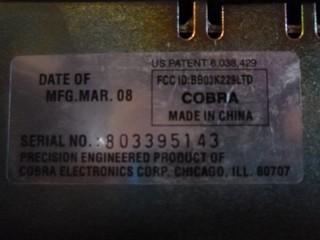 US.PATENT 6,038,429
DATE OF
MFG.MAR. 08
FCC ID:BBO3K229LTD
COBRA
MADE IN CHINA
SERIAL NO.: 803395143
PRECISION ENGINEERED PRODUCT OF
COBRA ELECTRONICS CORP. CHICAGO, ILL. 60707